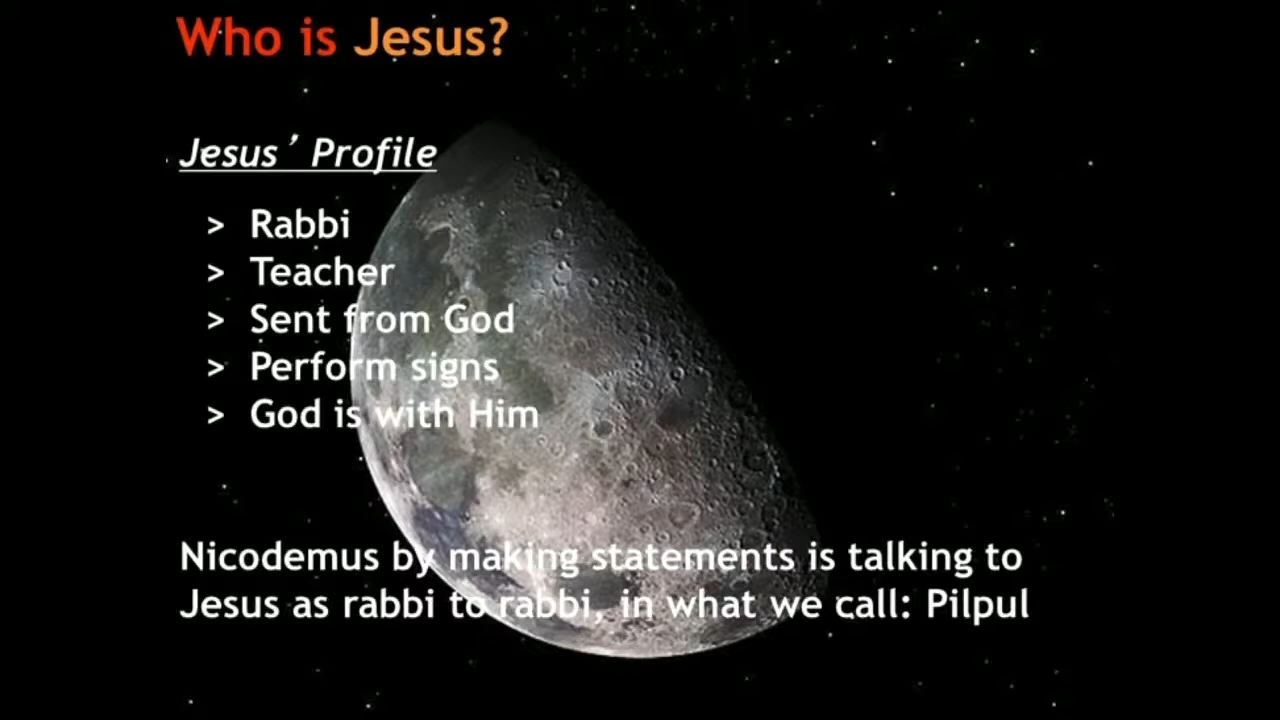 Who is Jesus?
Jesus’ Profile
> Rabbi
> Teacher
> Sent from God
> Perform signs
> God is with Him
Nicodemus by making statements is talking to
Jesus as rabbi to rabbi, in what we call: Pilpul